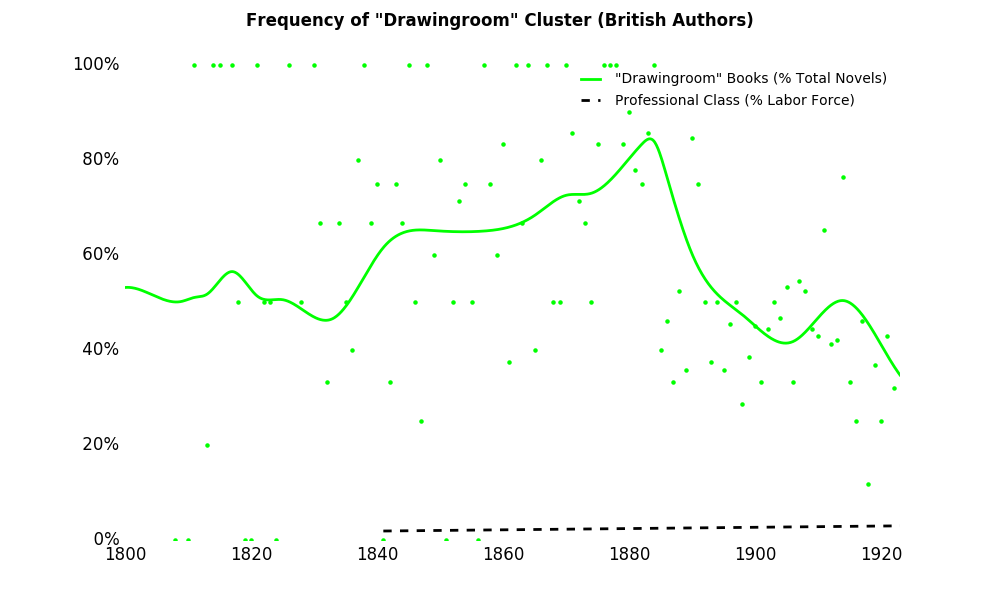 Frequency of "Drawingroom" Cluster (British Authors)
100%
80%
60%
40%
20%
0%
"Drawingroom" Books (% Total Novels)
Professional Class (% Labor Force)
1800 1820 1840 1860 1880 1900 1920